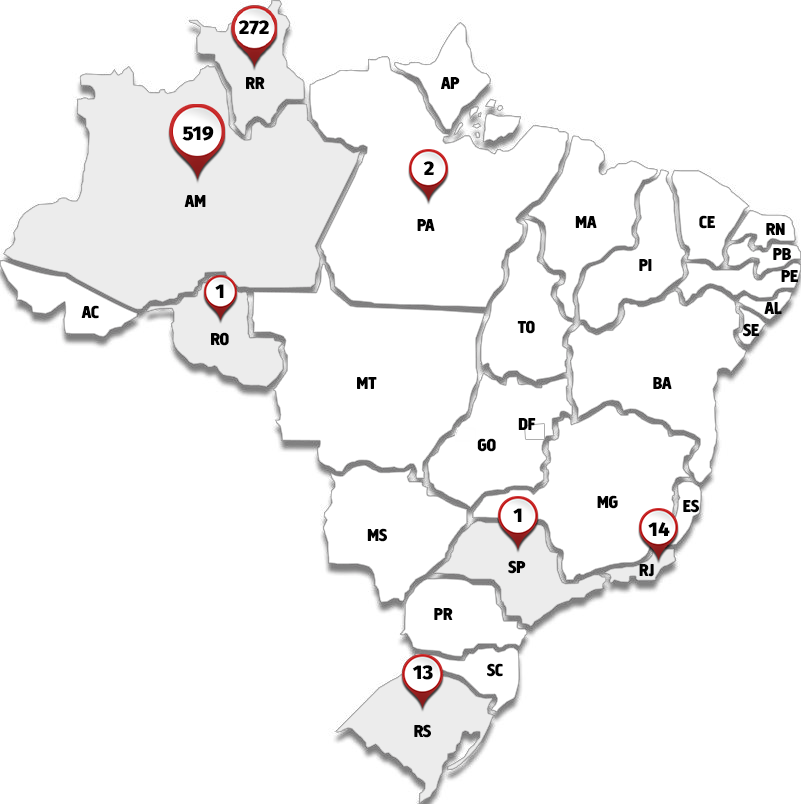 272
RR
AP
519
AM
2
PA
MA
CE
RN
PB
PI
PE
AL
SE
1
RO
AC
TO
MT
BA
DF
GO
MG
ES
MS
1
SP
14
RJ
PR
13
SC
RS